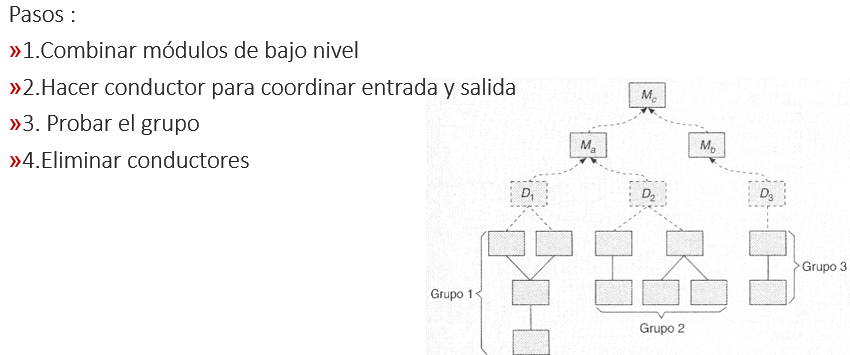 Pasos :
»1.Combinar módulos de bajo nivel
»2.Hacer conductor para coordinar entrada y salida
»3. Probar el grupo
»4.Eliminar conductores
Mc
Ma
Mb
D1
D2
D3
Grupo 3
Grupo 1
Grupo 2